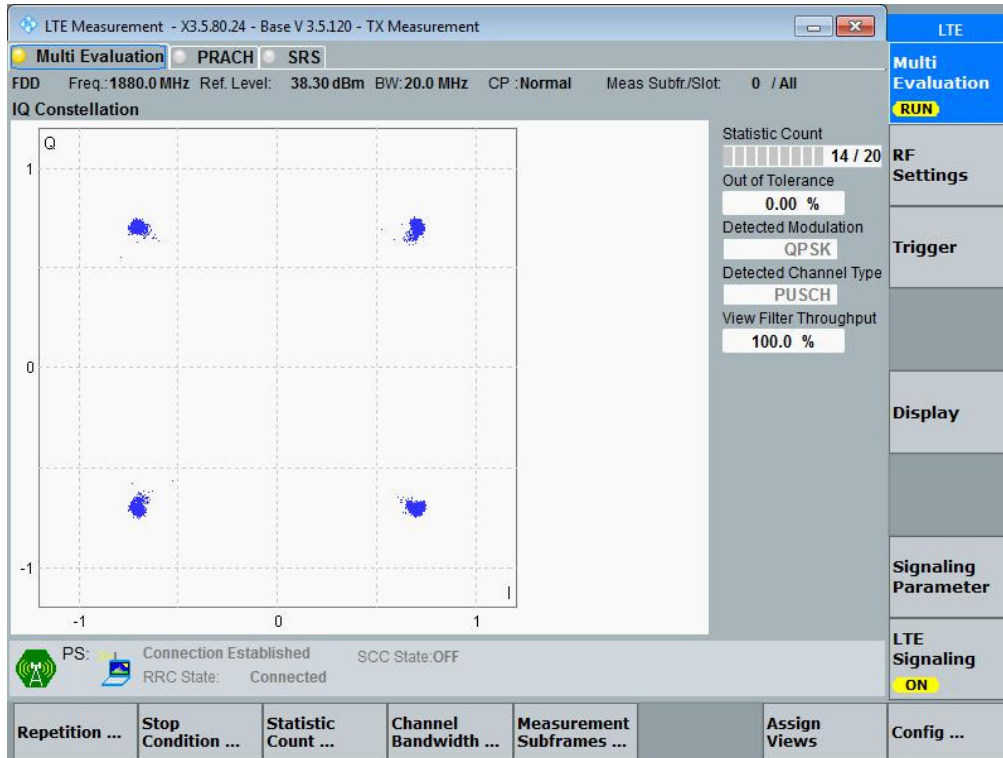 LTE Measurement - X3.5.80.24 - Base V 3.5.120 - TX Measurement
LTE
Multi Evaluation PRACH SRS
FDD Freq.:1880.0 MHz Ref. Level: 38.30 dBm BW:20.0 MHz CP :Normal Meas Subfr./Slot: 0 / All
IQ Constellation
Q
1
0
-1
I
-1 0 1
Statistic Count
14 / 20
Out of Tolerance
0.00 %
Detected Modulation
QPSK
Detected Channel Type
PUSCH
View Filter Throughput
100.0 %
Multi
Evaluation
RUN
RF
Settings
Trigger
Display
Signaling
Parameter
LTE
Signaling
ON
PS: Connection Established SCC State:OFF
RRC State: Connected
Repetition ...
Stop
Condition ...
Statistic
Count ...
Channel
Bandwidth ...
Measurement
Subframes ...
Assign
Views
Config ...